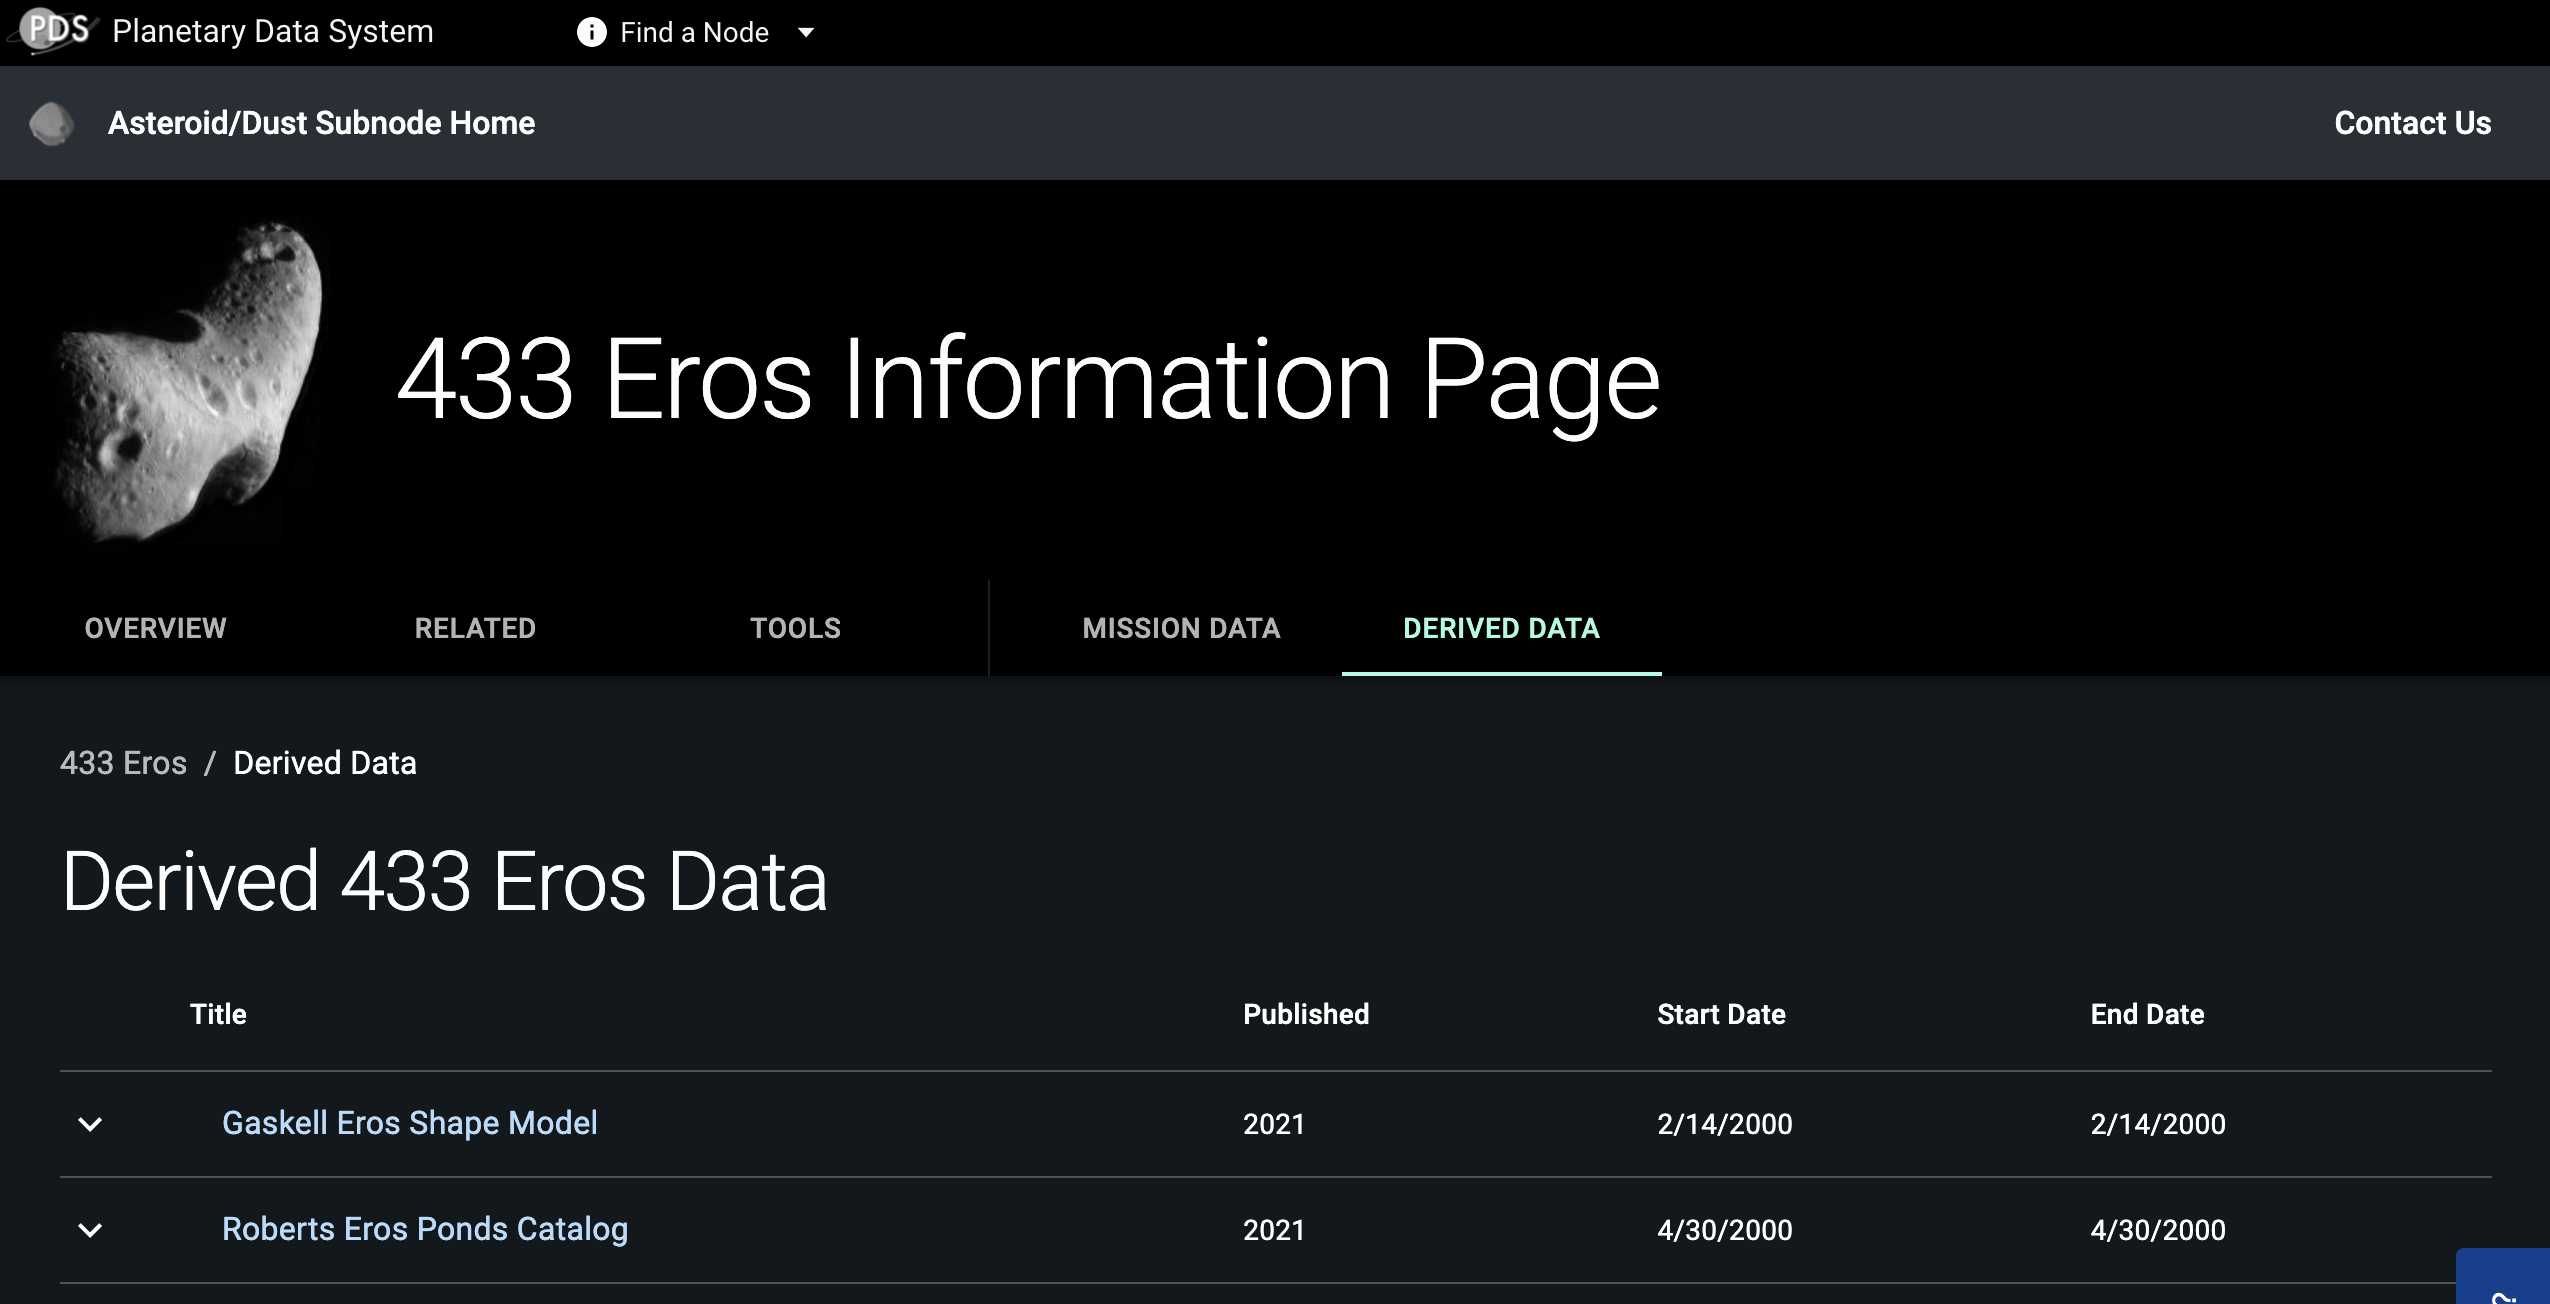 PDS Planetary Data System
Find a Node
Asteroid/Dust Subnode Home
Contact Us
433 Eros Information Page
OVERVIEW RELATED TOOLS MISSION DATA DERIVED DATA
433 Eros / Derived Data
Derived 433 Eros Data
Title Published Start Date End Date
Gaskell Eros Shape Model 2021 2/14/2000 2/14/2000
Roberts Eros Ponds Catalog 2021 4/30/2000 4/30/2000